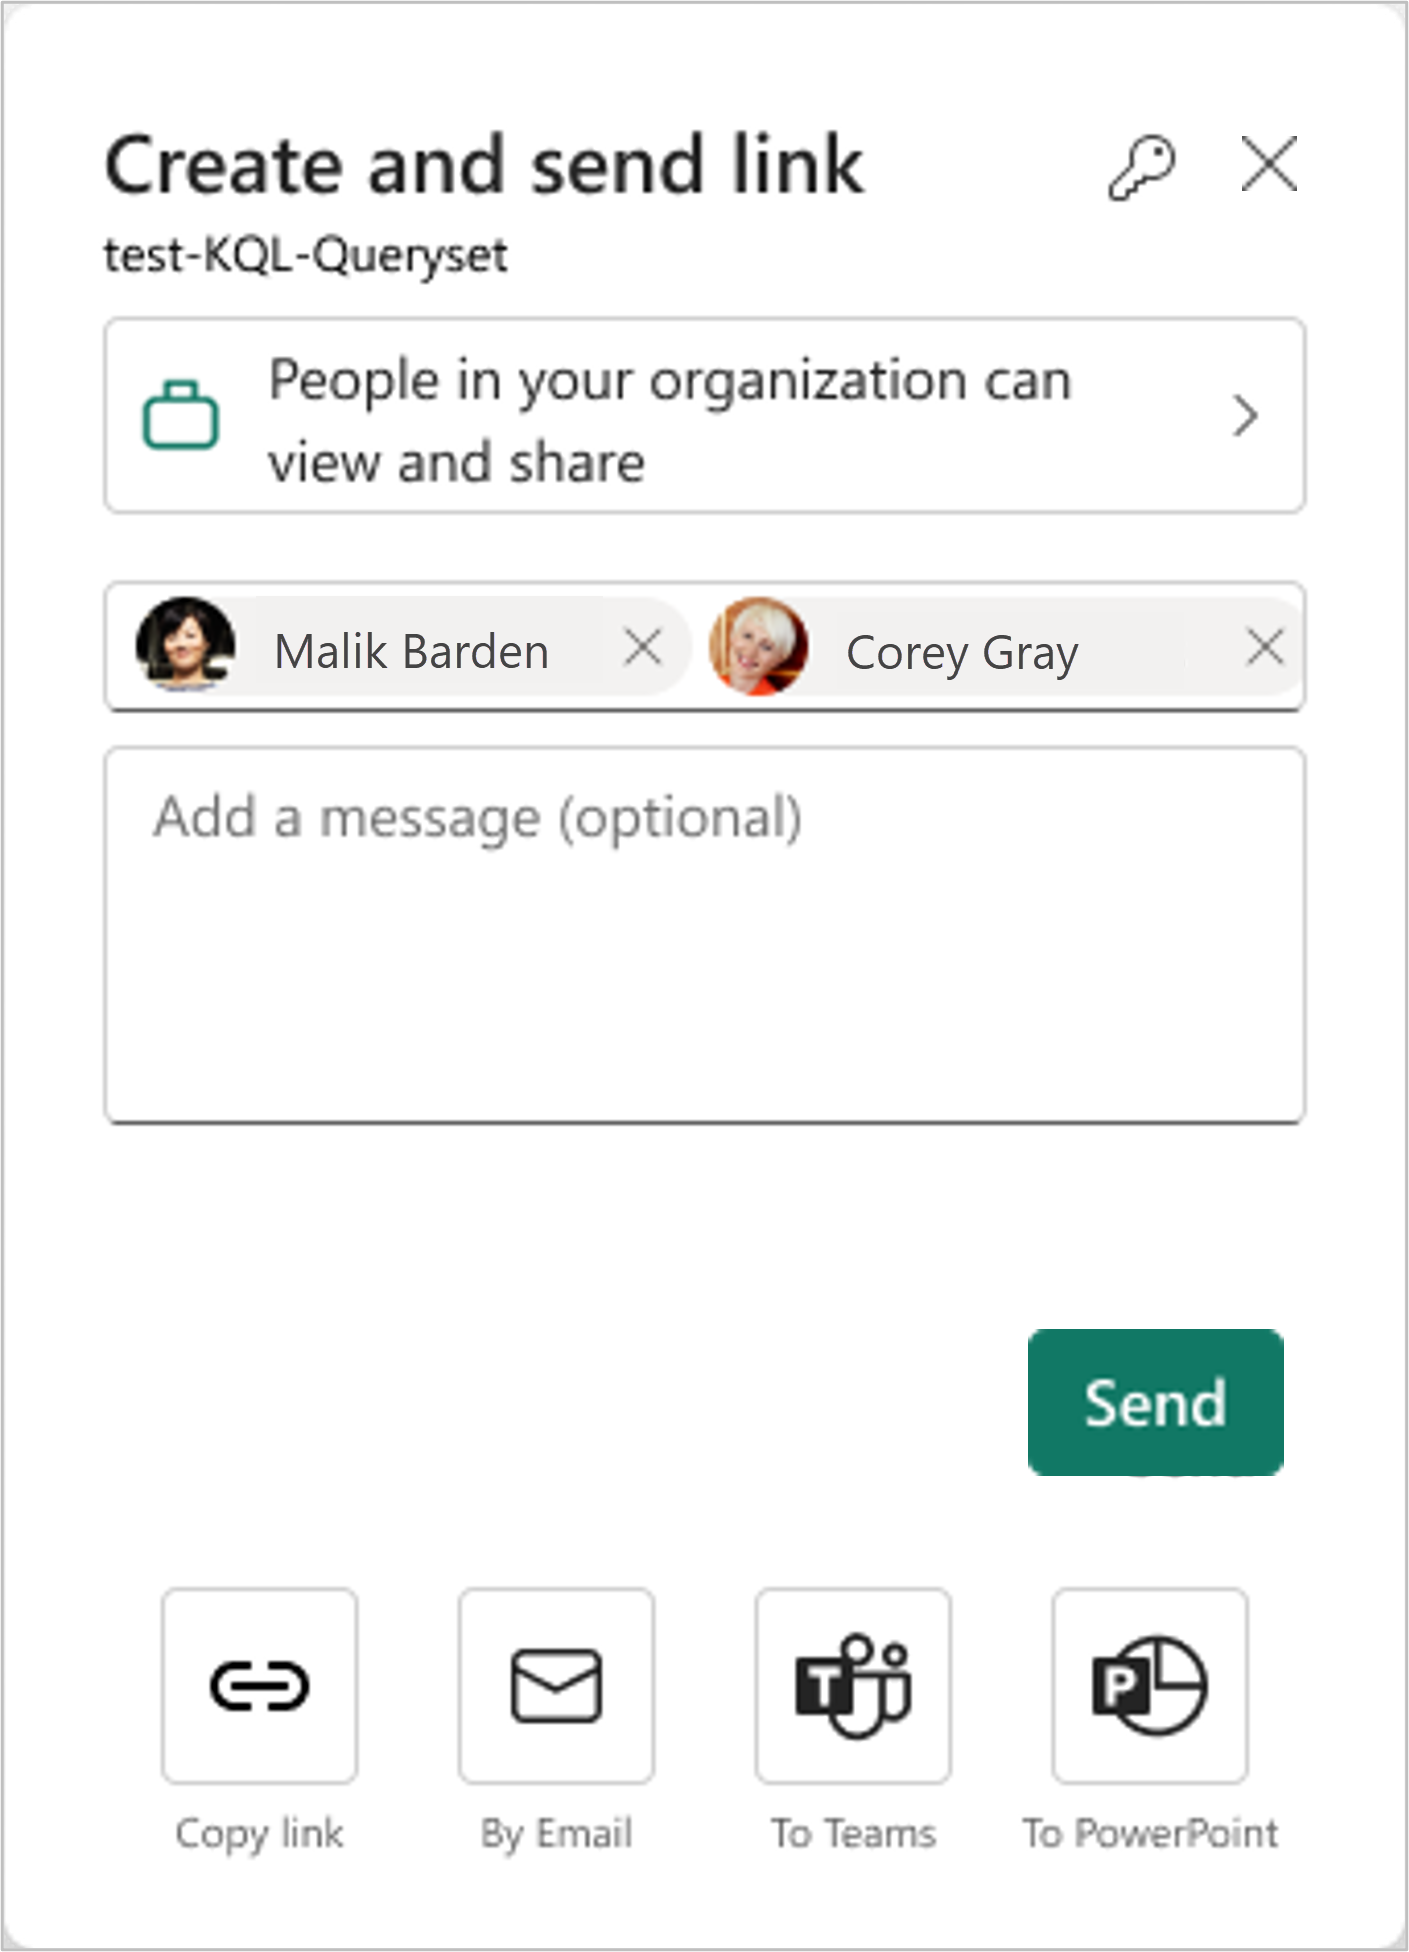 Create and send link
test-KQL-Queryset
People in your organization can
view and share
Malik Barden
Corey Gray
Add a message (optional)
Send
T
P
Copy link
By Email
To Teams
To PowerPoint